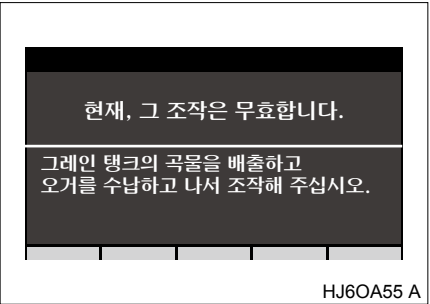 현재, 그 조작은 무효합니다.
그레인 탱크의 곡물을 배출하고
오거를 수납하고 나서 조작해 주십시오.
HJ6OA55 A